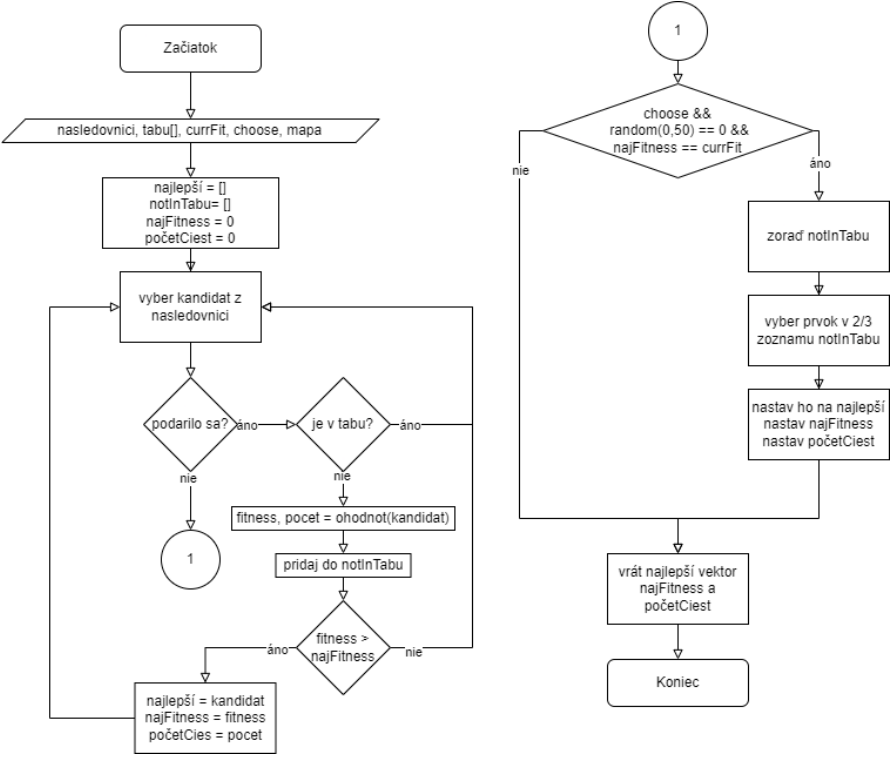 Začiatok
nasledovnici, tabu[], currFit, choose, mapa
najlepší = []
notInTabu= []
najFitness = 0
početCiest = 0
vyber kandidat z
nasledovnici
podarilo sa?
áno
je v tabu?
áno
nie
nie
fitness, pocet = ohodnot(kandidat)
1
pridaj do notInTabu
fitness >
najFitness
áno
nie
najlepší = kandidat
najFitness = fitness
početCies = pocet
1
choose &&
random(0,50) == 0 &&
najFitness == currFit
nie
áno
zoraď notInTabu
vyber prvok v 2/3
zoznamu notInTabu
nastav ho na najlepší
nastav najFitness
nastav početCiest
vrát najlepší vektor
najFitness a
početCiest
Koniec